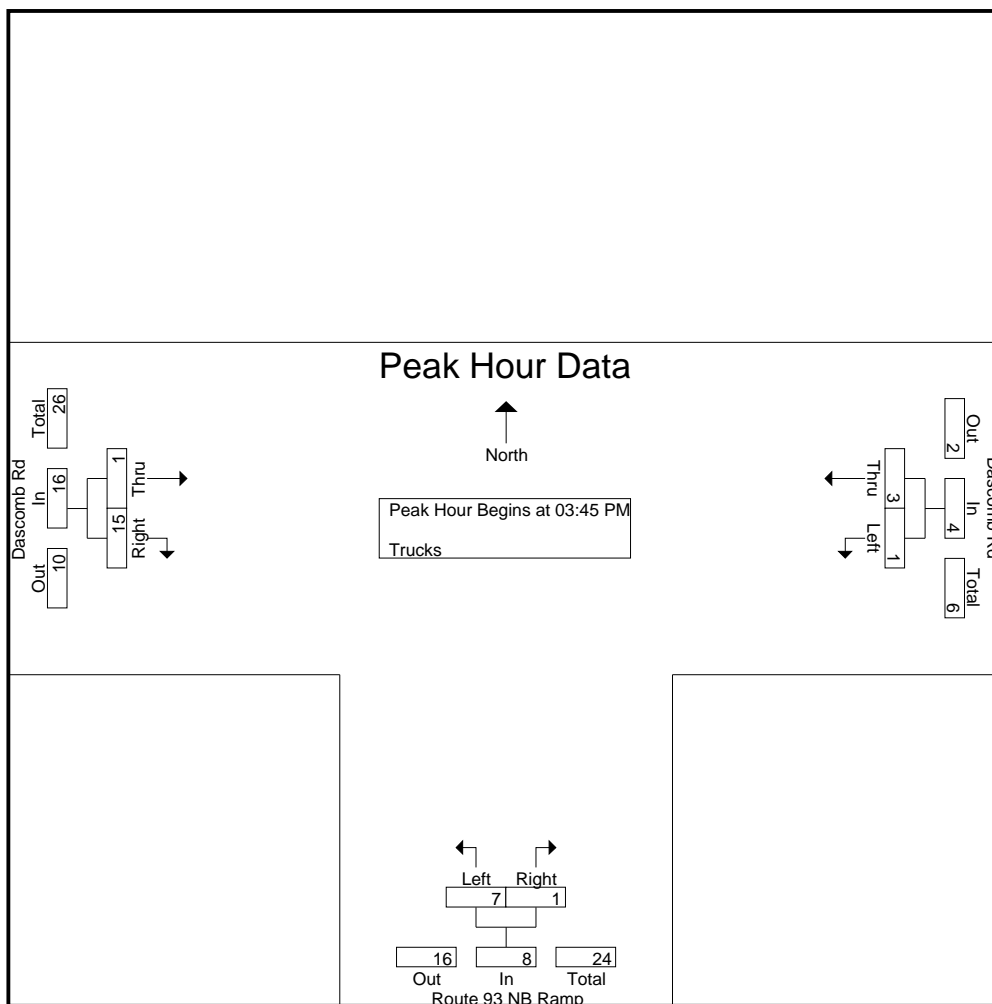 Peak Hour Data
North
Peak Hour Begins at 03:45 PM
Trucks
Dascomb Rd
Total
26
In
16
Out
10
1
Thru
15
Right
Out
2
In
4
Total
6
Dascomb Rd
Thru
3
Left
1
Left
Right
7
1
16
8
24
Out
In
Total
Route 93 NB Ramp